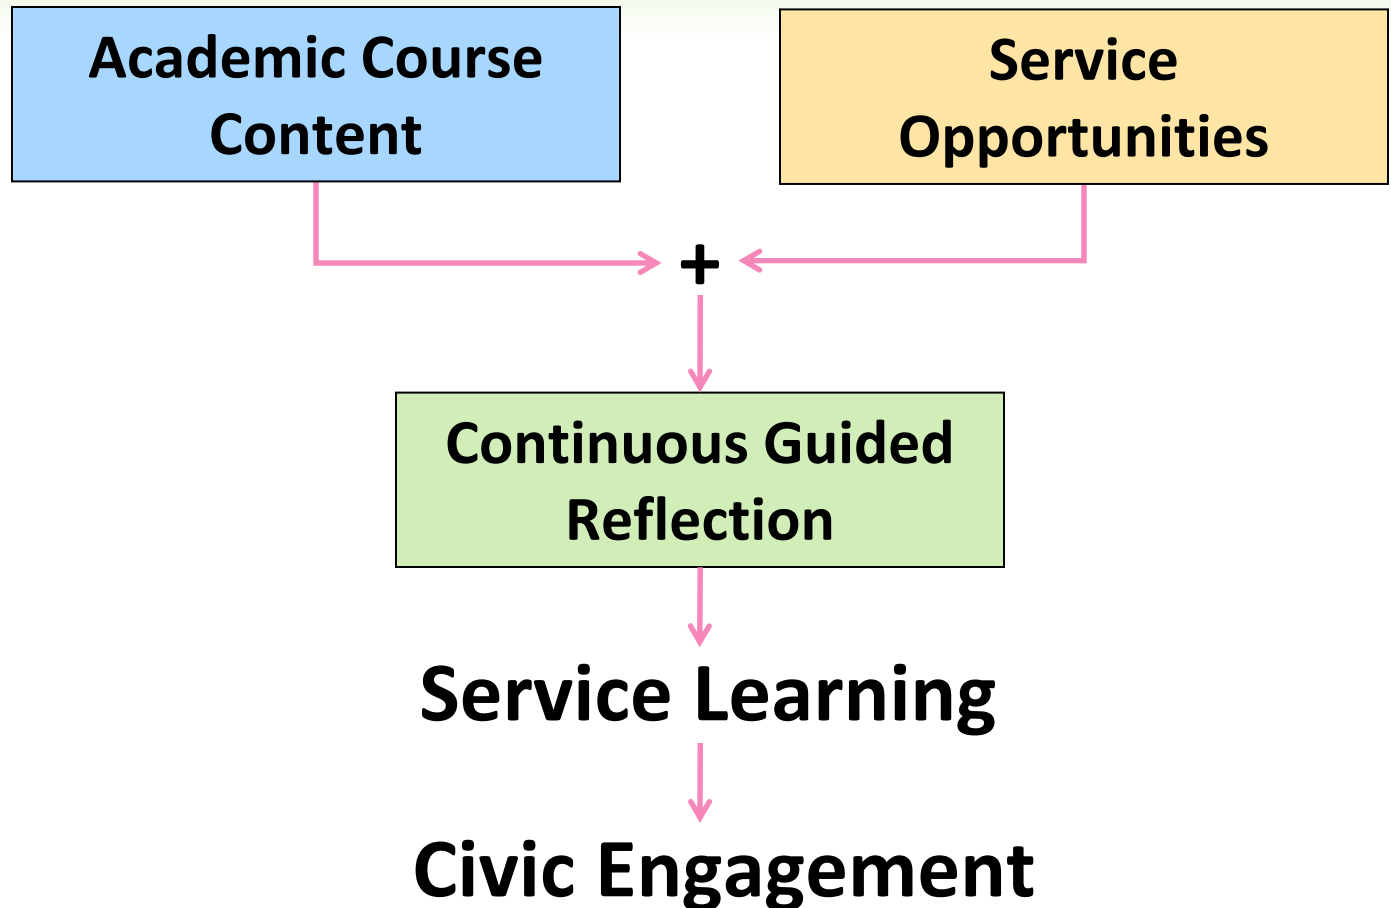 Academic Course
Content
Service
Opportunities
+
Continuous Guided
Reflection
Service Learning
Civic Engagement